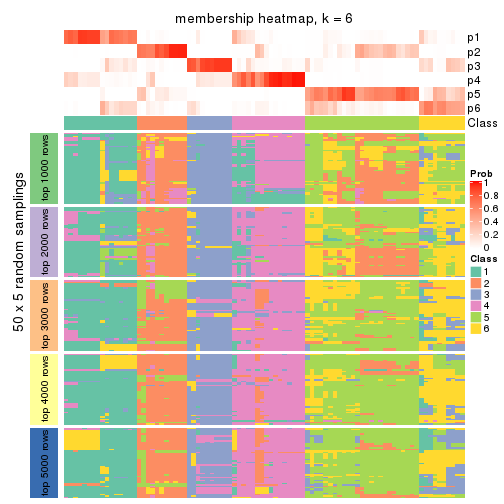 membership heatmap, k = 6
p1
p2
p3
p4
p5
p6
Class
50 x 5 random samplings
top 1000 rows
top 2000 rows
top 3000 rows
top 4000 rows
top 5000 rows
Prob
1
0.8
0.6
0.4
0.2
0
Class
1
2
3
4
5
6